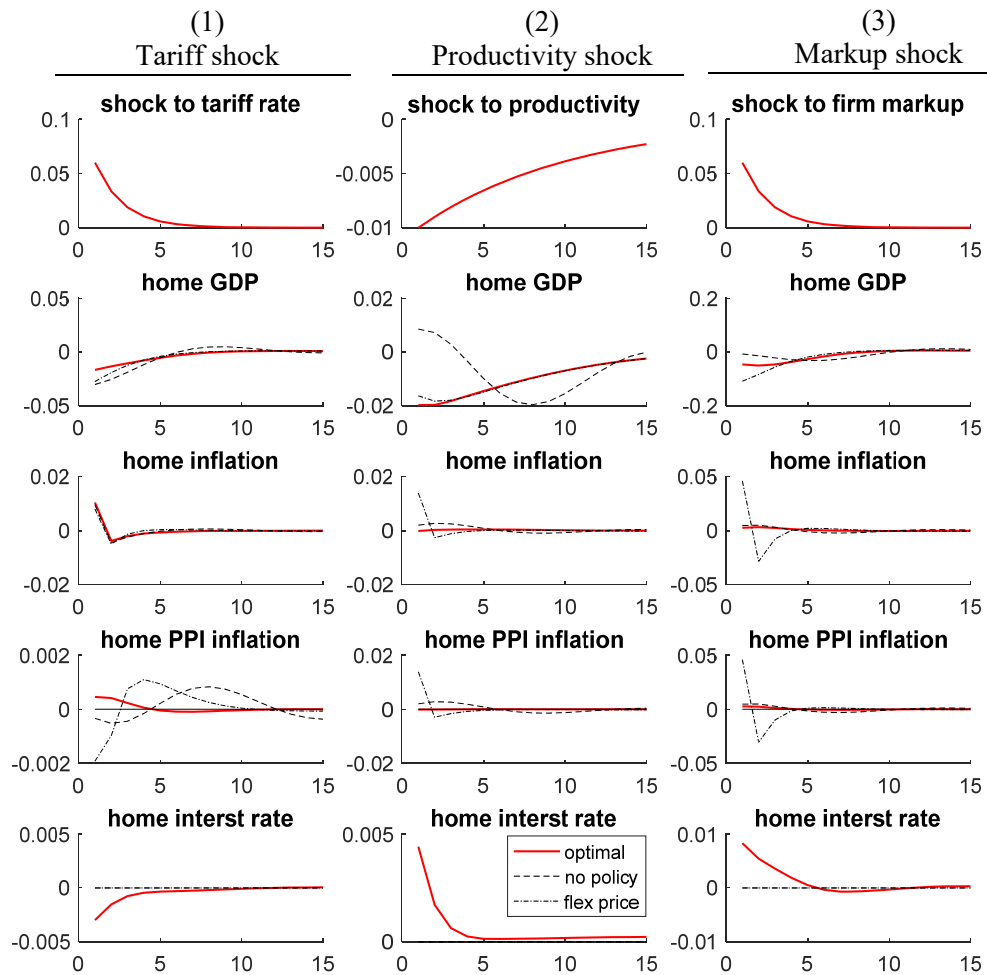 (1) (2) (3)
Tariff shock Productivity shock Markup shock
shock to tariff rate shock to productivity shock to firm markup
0.1 0 0.1
0.05 -0.005 0.05
0 -0.01 0
0 5 10 15 0 5 10 15 0 5 10 15
home GDP home GDP home GDP
0.05 0.02 0.2
0 0 0
-0.05 -0.02 -0.2
0 5 10 15 0 5 10 15 0 5 10 15
home inflation home inflation home inflation
0.02 0.02 0.05
0 0 0
-0.02 -0.02 -0.05
0 5 10 15 0 5 10 15 0 5 10 15
home PPI inflation home PPI inflation home PPI inflation
0.002 0.02 0.05
0 0 0
-0.002 -0.02 -0.05
0 5 10 15 0 5 10 15 0 5 10 15
home interst rate home interst rate home interst rate
0.005 0.005 0.01
optimal
no policy
flex price
0 0
-0.005 0 -0.01
0 5 10 15 0 5 10 15 0 5 10 15